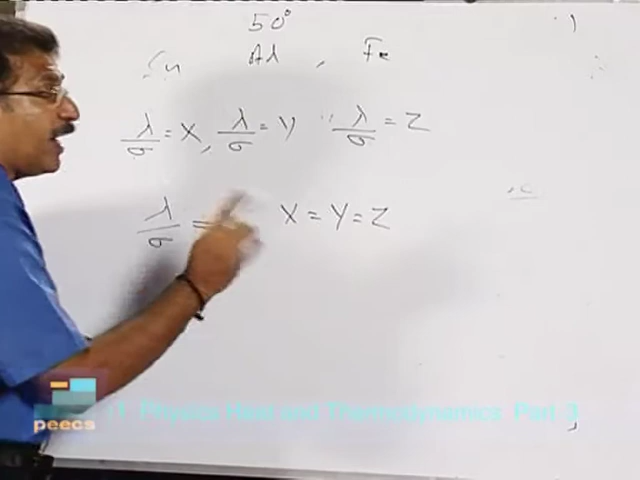 50°
Cu Al , Fe
λ/σ = X , λ/σ = Y λ/σ = Z
λ/σ = X = Y = Z
11 Physics Heat and Thermodynamics Part 3
peecs